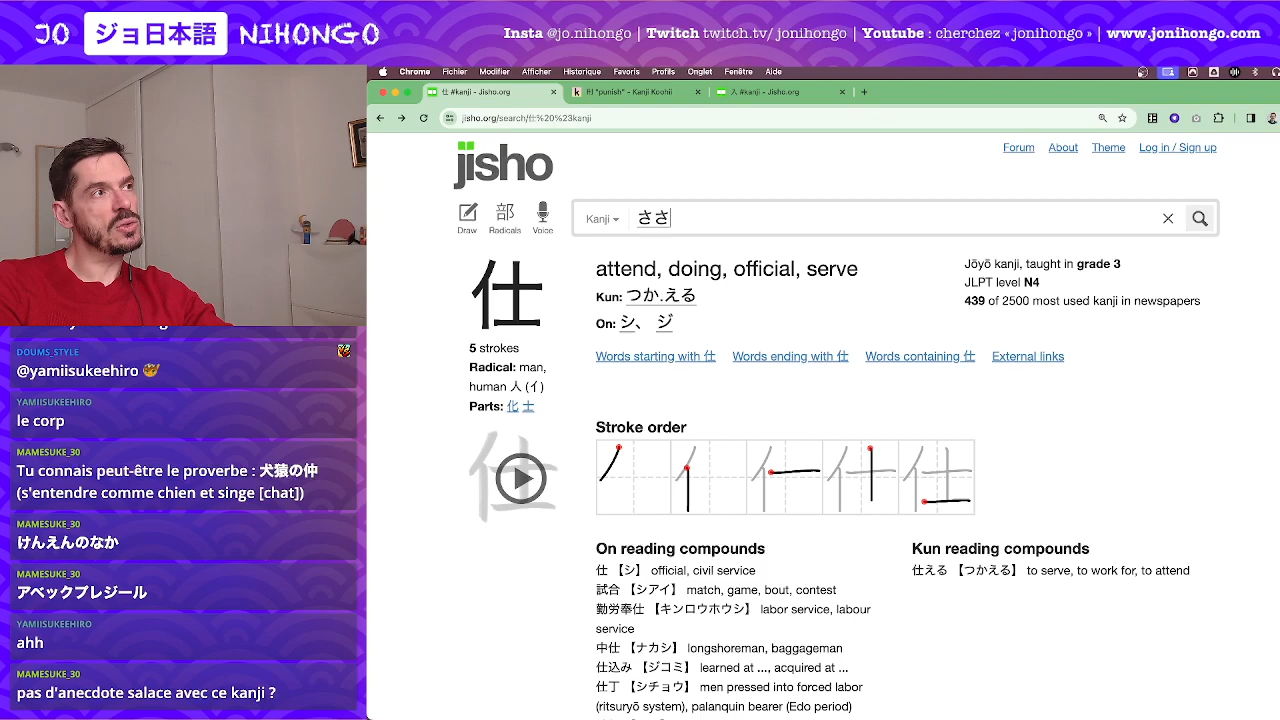 JO ジョ日本語 NIHONGO
Insta @jo.nihongo | Twitch twitch.tv/ jonihongo | Youtube : cherchez «jonihongo » | www.jonihongo.com
Chrome Fichier Modifier Afficher Historique Favoris Profils Onglet Fenêtre Aide
仕 #kanji - Jisho.org
刑 "punish" - Kanji Koohii
人 #kanji - Jisho.org
jisho.org/search/仕%20%23kanji
jisho
Forum About Theme Log in / Sign up
Draw
部 Radicals
Voice
Kanji ささ
仕
attend, doing, official, serve
Kun: つか.える
On: シ、 ジ
Jōyō kanji, taught in grade 3
JLPT level N4
439 of 2500 most used kanji in newspapers
5 strokes
Radical: man,
human 人 (亻)
Parts: 化 士
Words starting with 仕 Words ending with 仕 Words containing 仕 External links
Stroke order
仕
On reading compounds
仕 【シ】 official, civil service
試合 【シアイ】 match, game, bout, contest
勤労奉仕 【キンロウホウシ】 labor service, labour
service
中仕 【ナカシ】 longshoreman, baggageman
仕込み 【ジコミ】 learned at ..., acquired at ...
仕丁 【シチョウ】 men pressed into forced labor
(ritsuryō system), palanquin bearer (Edo period)
Kun reading compounds
仕える 【つかえる】 to serve, to work for, to attend
DOUMS_STYLE
@yamiisukeehiro
YAMIISUKEEHIRO
le corp
MAMESUKE_30
Tu connais peut-être le proverbe : 犬猿の仲
(s'entendre comme chien et singe [chat])
MAMESUKE_30
けんえんのなか
MAMESUKE_30
アベックプレジール
YAMIISUKEEHIRO
ahh
MAMESUKE_30
pas d'anecdote salace avec ce kanji ?